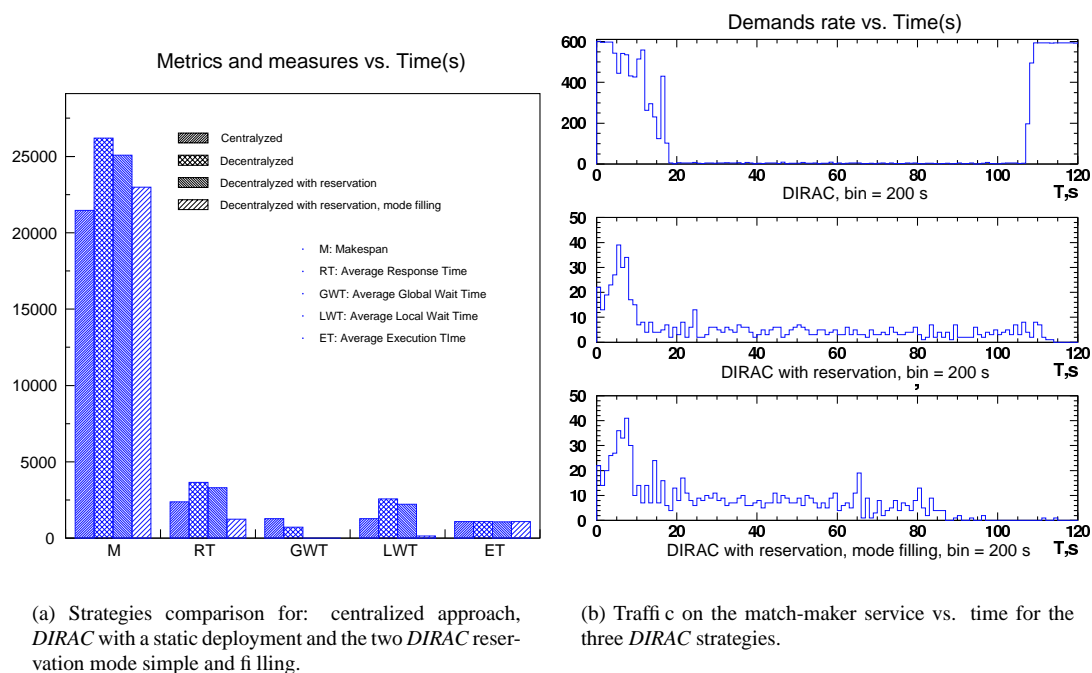 Metrics and measures vs. Time(s)
25000
20000
15000
10000
5000
0
Centralyzed
Decentralyzed
Decentralyzed with reservation
Decentralyzed with reservation, mode filling
M: Makespan
RT: Average Response Time
GWT: Average Global Wait Time
LWT: Average Local Wait Time
ET: Average Execution TIme
M RT GWT LWT ET
(a) Strategies comparison for: centralized approach,
DIRAC with a static deployment and the two DIRAC reser-
vation mode simple and fi lling.
Demands rate vs. Time(s)
600
400
200
0
0 20 40 60 80 100 120
DIRAC, bin = 200 s T,s
50
40
30
20
10
0
0 20 40 60 80 100 120
DIRAC with reservation, bin = 200 s T,s
,
50
40
30
20
10
0
0 20 40 60 80 100 120
DIRAC with reservation, mode filling, bin = 200 s T,s
(b) Traffi c on the match-maker service vs. time for the
three DIRAC strategies.